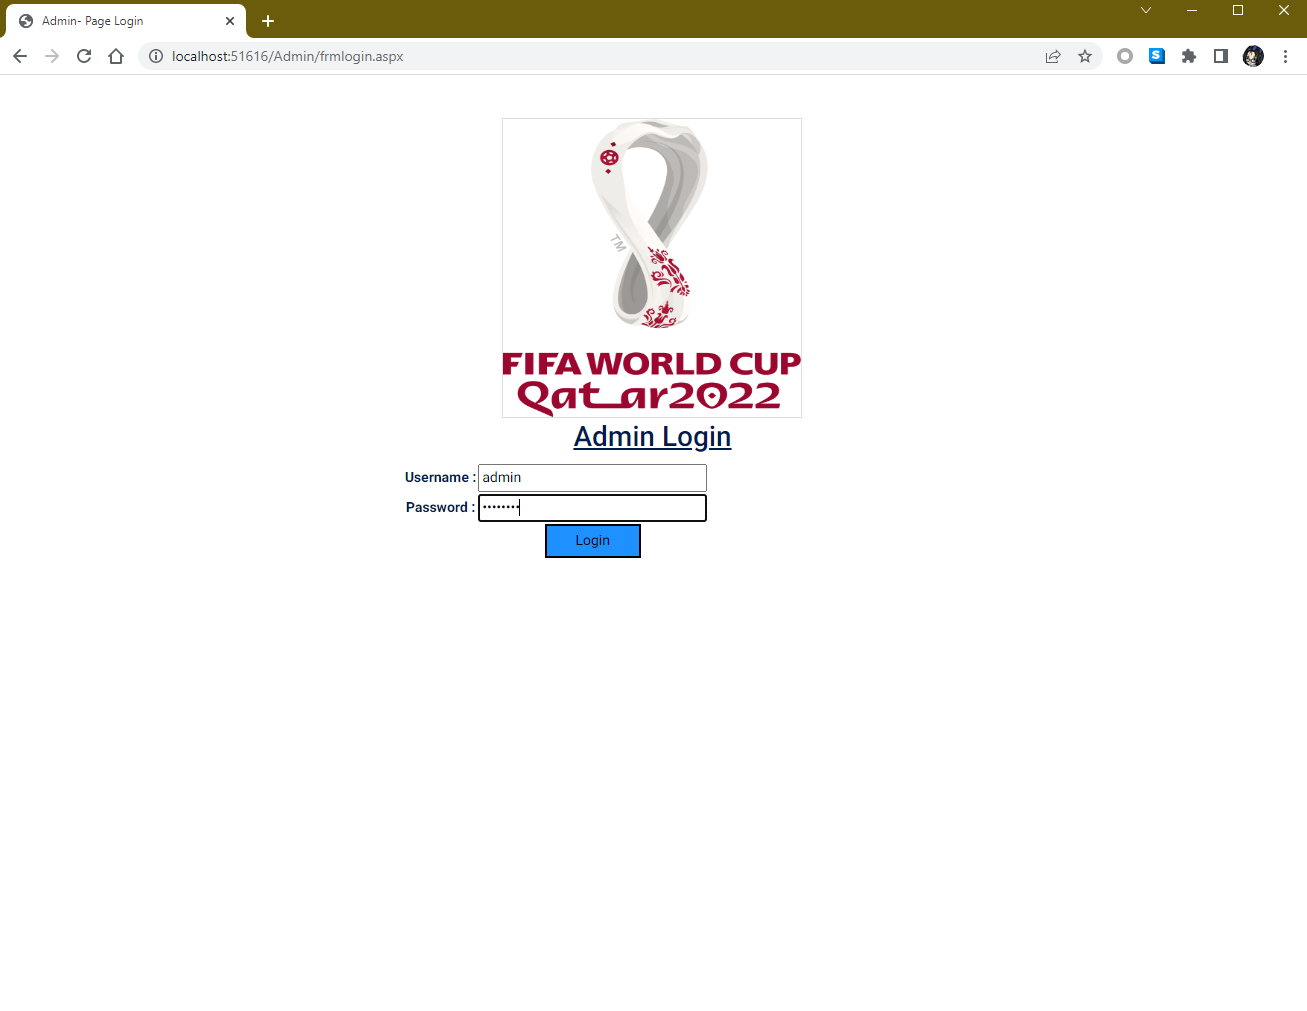 Admin- Page Login
localhost:51616/Admin/frmlogin.aspx
S
TM
FIFA WORLD CUP
Qatar2022
Admin Login
Username : admin
Password : ••••••••
Login